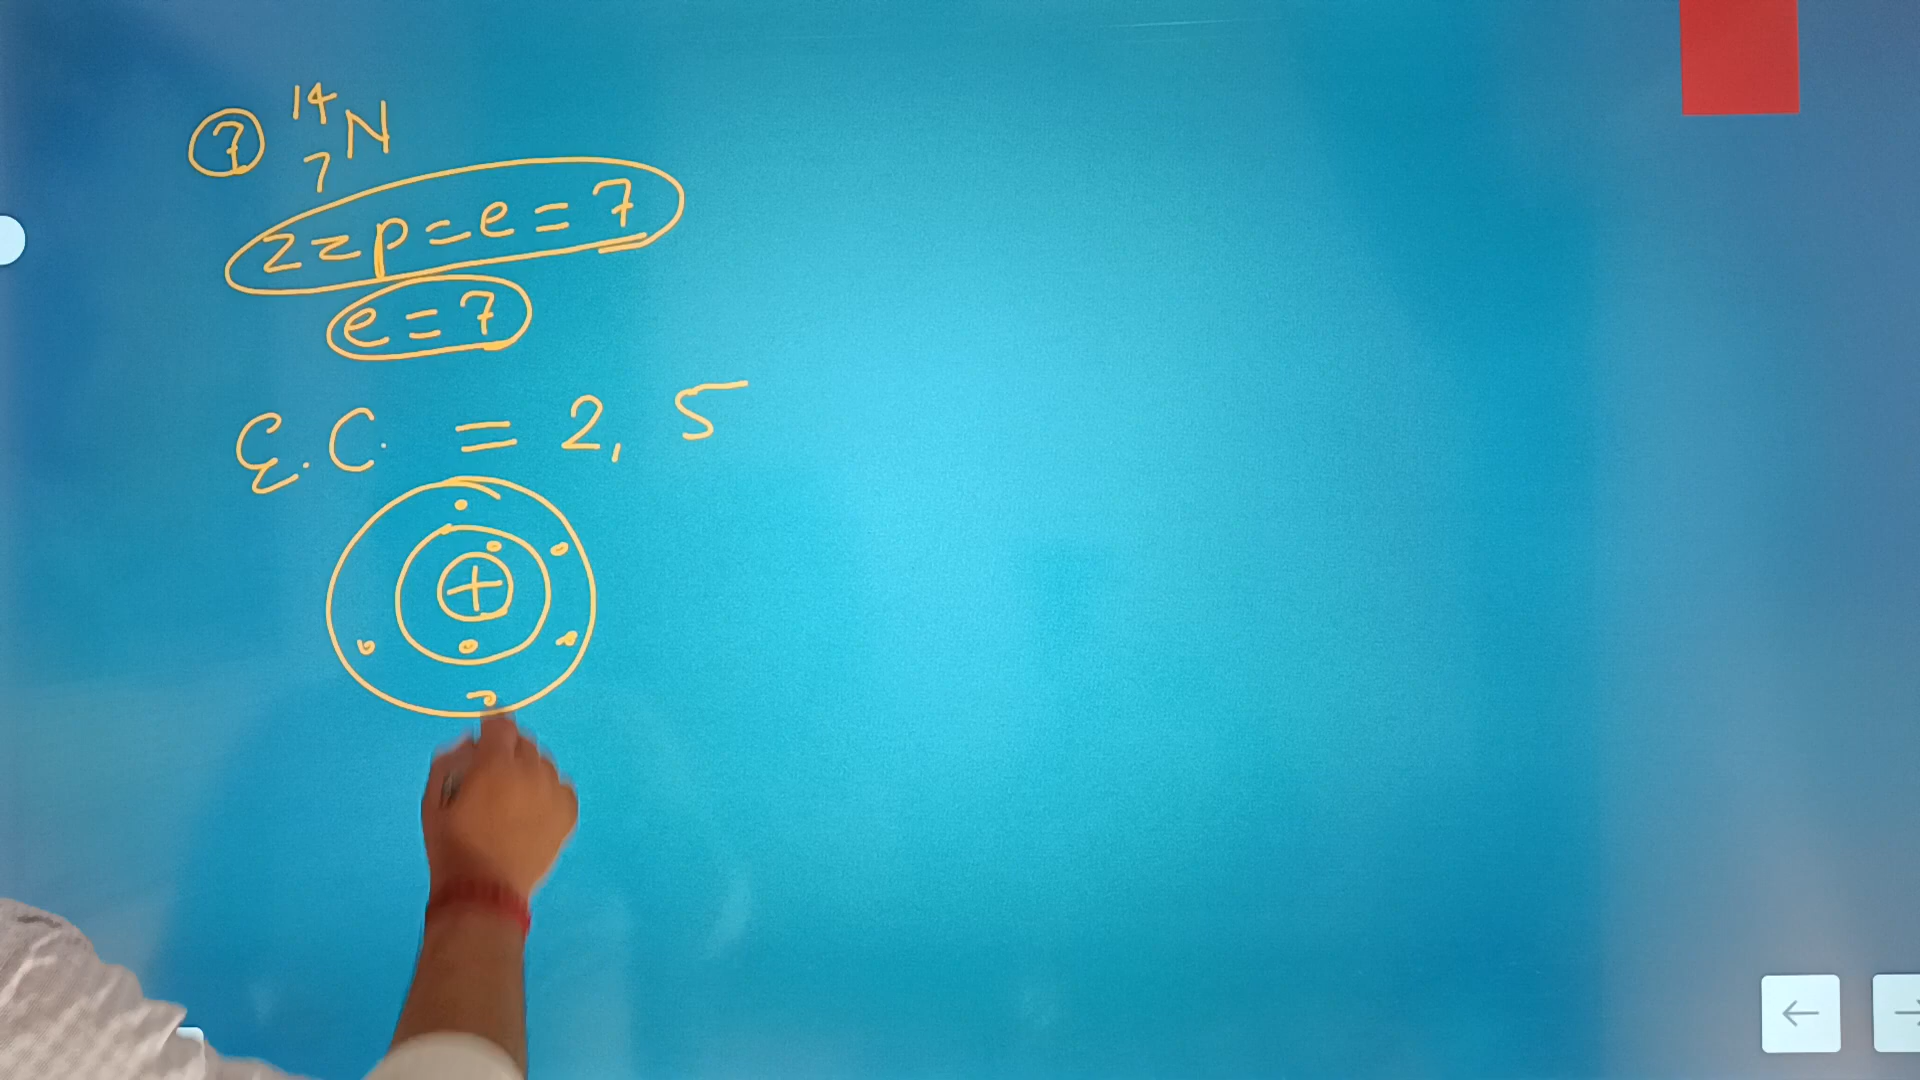 7 ¹⁴₇N
z=p=e=7
e=7
E.C. = 2, 5
+